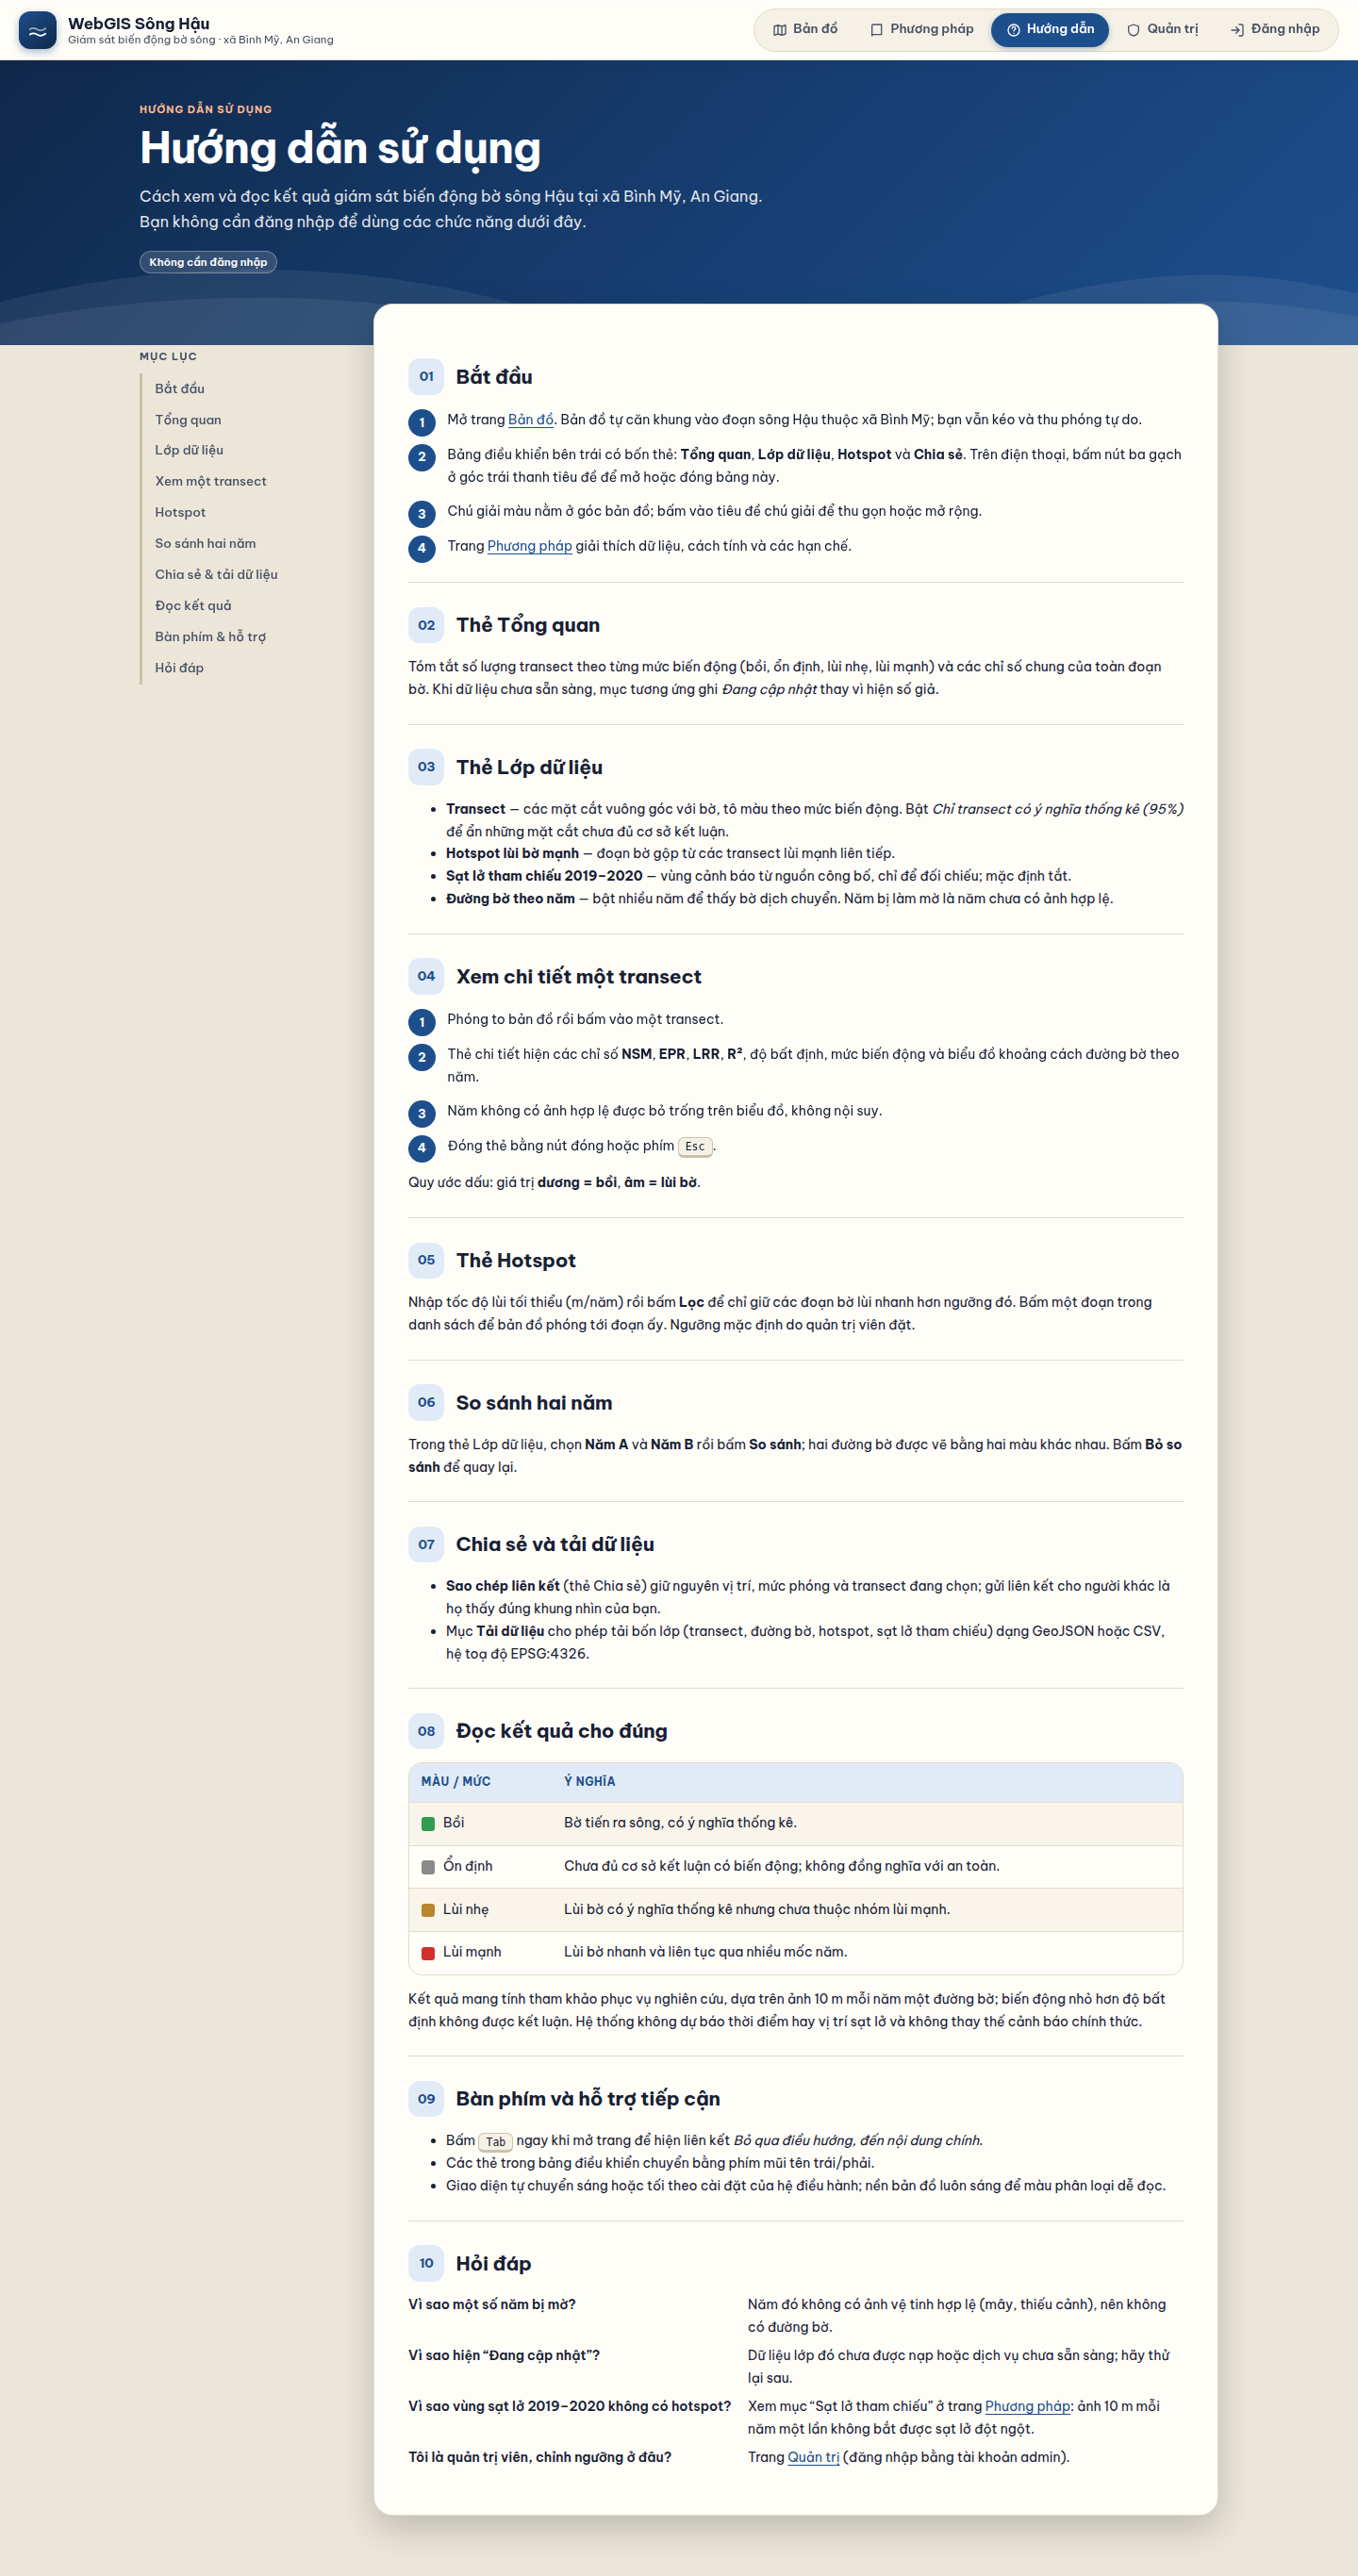 WebGIS Sông Hậu
Giám sát biến động bờ sông · xã Bình Mỹ, An Giang
Bản đồ
Phương pháp
Hướng dẫn
Quản trị
Đăng nhập
HƯỚNG DẪN SỬ DỤNG
Hướng dẫn sử dụng
Cách xem và đọc kết quả giám sát biến động bờ sông Hậu tại xã Bình Mỹ, An Giang.
Bạn không cần đăng nhập để dùng các chức năng dưới đây.
Không cần đăng nhập
MỤC LỤC
Bắt đầu
Tổng quan
Lớp dữ liệu
Xem một transect
Hotspot
So sánh hai năm
Chia sẻ & tải dữ liệu
Đọc kết quả
Bàn phím & hỗ trợ
Hỏi đáp
01 Bắt đầu
1 Mở trang Bản đồ. Bản đồ tự căn khung vào đoạn sông Hậu thuộc xã Bình Mỹ; bạn vẫn kéo và thu phóng tự do.
2 Bảng điều khiển bên trái có bốn thẻ: Tổng quan, Lớp dữ liệu, Hotspot và Chia sẻ. Trên điện thoại, bấm nút ba gạch
ở góc trái thanh tiêu đề để mở hoặc đóng bảng này.
3 Chú giải màu nằm ở góc bản đồ; bấm vào tiêu đề chú giải để thu gọn hoặc mở rộng.
4 Trang Phương pháp giải thích dữ liệu, cách tính và các hạn chế.
02 Thẻ Tổng quan
Tóm tắt số lượng transect theo từng mức biến động (bồi, ổn định, lùi nhẹ, lùi mạnh) và các chỉ số chung của toàn đoạn
bờ. Khi dữ liệu chưa sẵn sàng, mục tương ứng ghi Đang cập nhật thay vì hiện số giả.
03 Thẻ Lớp dữ liệu
• Transect — các mặt cắt vuông góc với bờ, tô màu theo mức biến động. Bật Chỉ transect có ý nghĩa thống kê (95%)
để ẩn những mặt cắt chưa đủ cơ sở kết luận.
• Hotspot lùi bờ mạnh — đoạn bờ gộp từ các transect lùi mạnh liên tiếp.
• Sạt lở tham chiếu 2019–2020 — vùng cảnh báo từ nguồn công bố, chỉ để đối chiếu; mặc định tắt.
• Đường bờ theo năm — bật nhiều năm để thấy bờ dịch chuyển. Năm bị làm mờ là năm chưa có ảnh hợp lệ.
04 Xem chi tiết một transect
1 Phóng to bản đồ rồi bấm vào một transect.
2 Thẻ chi tiết hiện các chỉ số NSM, EPR, LRR, R², độ bất định, mức biến động và biểu đồ khoảng cách đường bờ theo
năm.
3 Năm không có ảnh hợp lệ được bỏ trống trên biểu đồ, không nội suy.
4 Đóng thẻ bằng nút đóng hoặc phím Esc.
Quy ước dấu: giá trị dương = bồi, âm = lùi bờ.
05 Thẻ Hotspot
Nhập tốc độ lùi tối thiểu (m/năm) rồi bấm Lọc để chỉ giữ các đoạn bờ lùi nhanh hơn ngưỡng đó. Bấm một đoạn trong
danh sách để bản đồ phóng tới đoạn ấy. Ngưỡng mặc định do quản trị viên đặt.
06 So sánh hai năm
Trong thẻ Lớp dữ liệu, chọn Năm A và Năm B rồi bấm So sánh; hai đường bờ được vẽ bằng hai màu khác nhau. Bấm Bỏ so
sánh để quay lại.
07 Chia sẻ và tải dữ liệu
• Sao chép liên kết (thẻ Chia sẻ) giữ nguyên vị trí, mức phóng và transect đang chọn; gửi liên kết cho người khác là
họ thấy đúng khung nhìn của bạn.
• Mục Tải dữ liệu cho phép tải bốn lớp (transect, đường bờ, hotspot, sạt lở tham chiếu) dạng GeoJSON hoặc CSV,
hệ toạ độ EPSG:4326.
08 Đọc kết quả cho đúng
MÀU / MỨC Ý NGHĨA
Bồi Bờ tiến ra sông, có ý nghĩa thống kê.
Ổn định Chưa đủ cơ sở kết luận có biến động; không đồng nghĩa với an toàn.
Lùi nhẹ Lùi bờ có ý nghĩa thống kê nhưng chưa thuộc nhóm lùi mạnh.
Lùi mạnh Lùi bờ nhanh và liên tục qua nhiều mốc năm.
Kết quả mang tính tham khảo phục vụ nghiên cứu, dựa trên ảnh 10 m mỗi năm một đường bờ; biến động nhỏ hơn độ bất
định không được kết luận. Hệ thống không dự báo thời điểm hay vị trí sạt lở và không thay thế cảnh báo chính thức.
09 Bàn phím và hỗ trợ tiếp cận
• Bấm Tab ngay khi mở trang để hiện liên kết Bỏ qua điều hướng, đến nội dung chính.
• Các thẻ trong bảng điều khiển chuyển bằng phím mũi tên trái/phải.
• Giao diện tự chuyển sáng hoặc tối theo cài đặt của hệ điều hành; nền bản đồ luôn sáng để màu phân loại dễ đọc.
10 Hỏi đáp
Vì sao một số năm bị mờ? Năm đó không có ảnh vệ tinh hợp lệ (mây, thiếu cảnh), nên không
có đường bờ.
Vì sao hiện “Đang cập nhật”? Dữ liệu lớp đó chưa được nạp hoặc dịch vụ chưa sẵn sàng; hãy thử
lại sau.
Vì sao vùng sạt lở 2019–2020 không có hotspot? Xem mục “Sạt lở tham chiếu” ở trang Phương pháp: ảnh 10 m mỗi
năm một lần không bắt được sạt lở đột ngột.
Tôi là quản trị viên, chỉnh ngưỡng ở đâu? Trang Quản trị (đăng nhập bằng tài khoản admin).